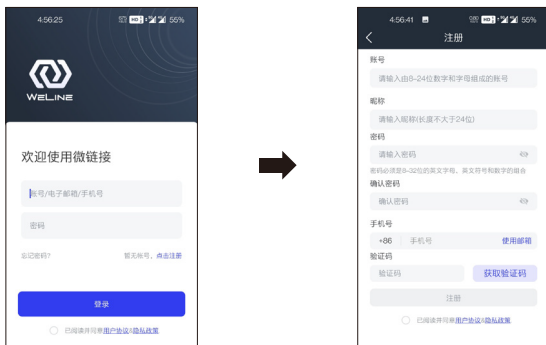 4:56:25
HD
55%
WELINE
欢迎使用微链接
账号/电子邮箱/手机号
密码
忘记密码?
暂无账号，点击注册
登录
已阅读并同意用户协议&隐私政策
4:56:41
HD
55%
注册
账号
请输入由8-24位数字和字母组成的账号
昵称
请输入昵称(长度不大于24位)
密码
请输入密码
密码必须是8-32位的英文字母、英文符号和数字的组合
确认密码
确认密码
手机号
+86
手机号
使用邮箱
验证码
验证码
获取验证码
注册
已阅读并同意用户协议&隐私政策